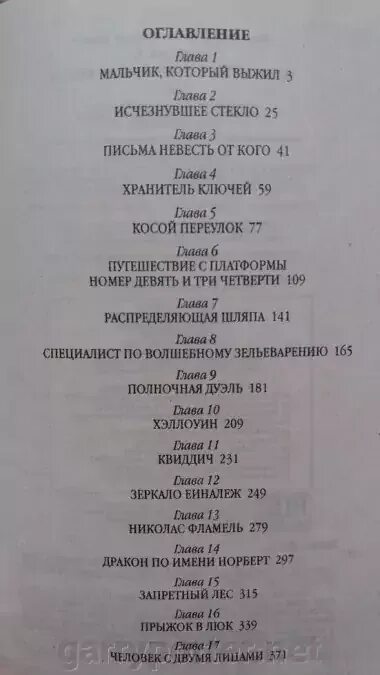 ОГЛАВЛЕНИЕ
Глава 1
МАЛЬЧИК, КОТОРЫЙ ВЫЖИЛ 3
Глава 2
ИСЧЕЗНУВШЕЕ СТЕКЛО 25
Глава 3
ПИСЬМА НЕВЕСТЬ ОТ КОГО 41
Глава 4
ХРАНИТЕЛЬ КЛЮЧЕЙ 59
Глава 5
КОСОЙ ПЕРЕУЛОК 77
Глава 6
ПУТЕШЕСТВИЕ С ПЛАТФОРМЫ
НОМЕР ДЕВЯТЬ И ТРИ ЧЕТВЕРТИ 109
Глава 7
РАСПРЕДЕЛЯЮЩАЯ ШЛЯПА 141
Глава 8
СПЕЦИАЛИСТ ПО ВОЛШЕБНОМУ ЗЕЛЬЕВАРЕНИЮ 165
Глава 9
ПОЛНОЧНАЯ ДУЭЛЬ 181
Глава 10
ХЭЛЛОУИН 209
Глава 11
КВИДДИЧ 231
Глава 12
ЗЕРКАЛО ЕИНАЛЕЖ 249
Глава 13
НИКОЛАС ФЛАМЕЛЬ 279
Глава 14
ДРАКОН ПО ИМЕНИ НОРБЕРТ 297
Глава 15
ЗАПРЕТНЫЙ ЛЕС 315
Глава 16
ПРЫЖОК В ЛЮК 339
Глава 17
ЧЕЛОВЕК С ДВУМЯ ЛИЦАМИ 371